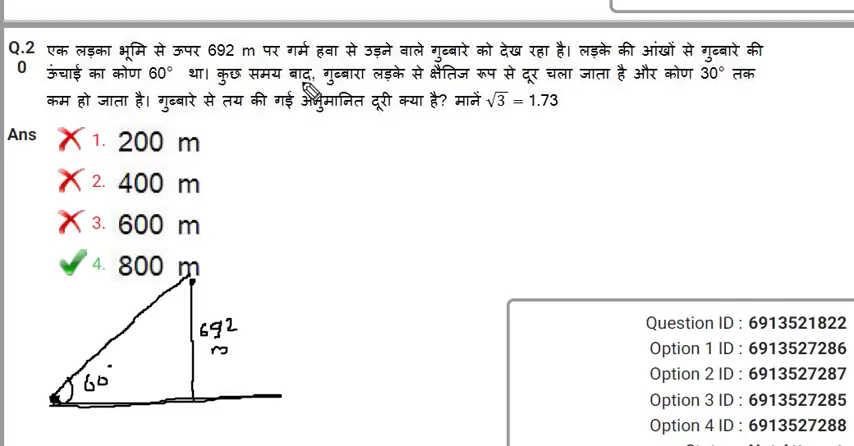 Q.20 एक लड़का भूमि से ऊपर 692 m पर गर्म हवा से उड़ने वाले गुब्बारे को देख रहा है। लड़के की आंखों से गुब्बारे की
ऊंचाई का कोण 60° था। कुछ समय बाद, गुब्बारा लड़के से क्षैतिज रूप से दूर चला जाता है और कोण 30° तक
कम हो जाता है। गुब्बारे से तय की गई अनुमानित दूरी क्या है? मानें √3 = 1.73
Ans 1. 200 m
2. 400 m
3. 600 m
4. 800 m
692 m
60°
Question ID : 6913521822
Option 1 ID : 6913527286
Option 2 ID : 6913527287
Option 3 ID : 6913527285
Option 4 ID : 6913527288